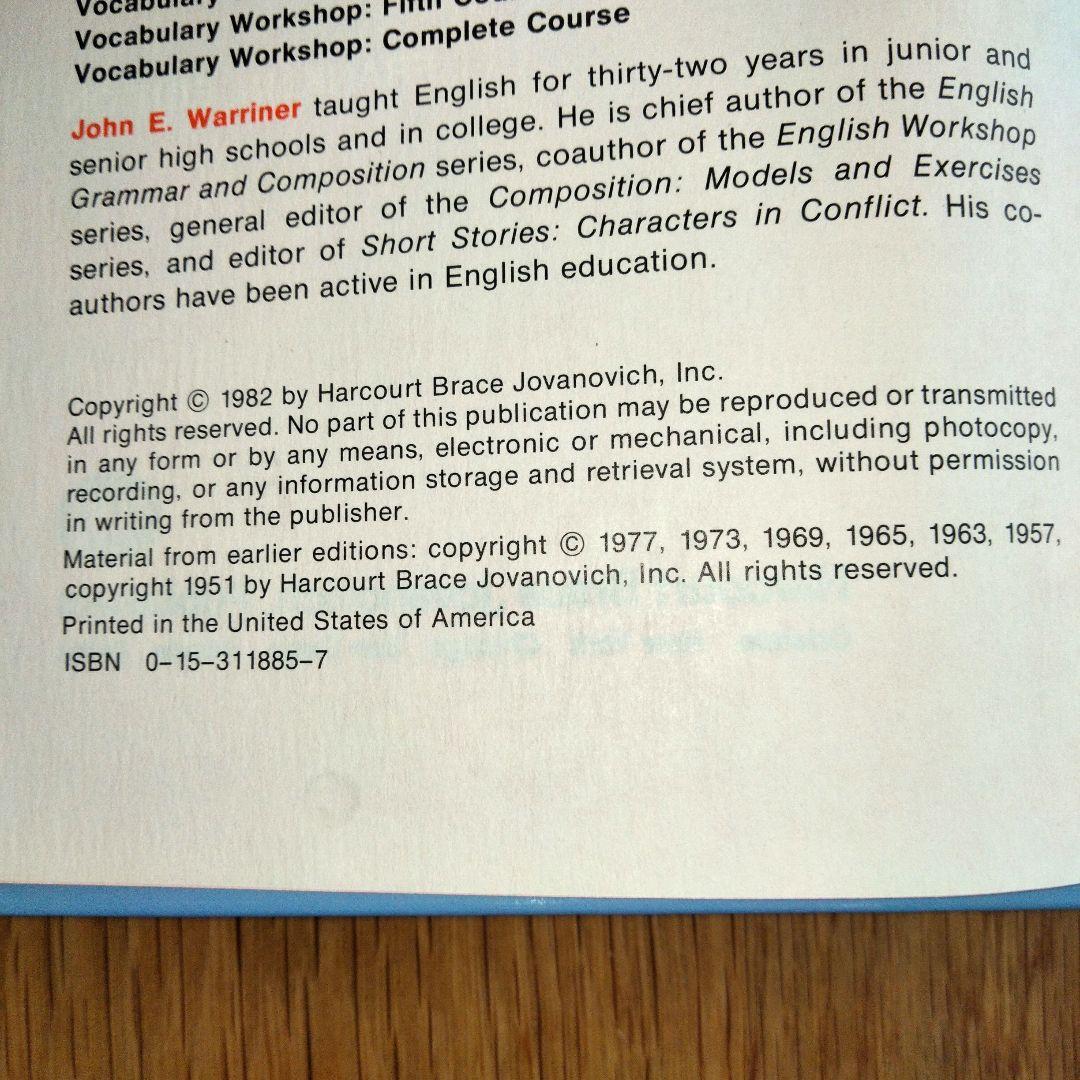 Vocabulary
Vocabulary Workshop: Fifth
Vocabulary Workshop: Complete Course
John E. Warriner taught English for thirty-two years in junior and
senior high schools and in college. He is chief author of the English
Grammar and Composition series, coauthor of the English Workshop
series, general editor of the Composition: Models and Exercises
series, and editor of Short Stories: Characters in Conflict. His co-
authors have been active in English education.
Copyright © 1982 by Harcourt Brace Jovanovich, Inc.
All rights reserved. No part of this publication may be reproduced or transmitted
in any form or by any means, electronic or mechanical, including photocopy,
recording, or any information storage and retrieval system, without permission
in writing from the publisher.
Material from earlier editions: copyright © 1977, 1973, 1969, 1965, 1963, 1957,
copyright 1951 by Harcourt Brace Jovanovich, Inc. All rights reserved.
Printed in the United States of America
ISBN 0-15-311885-7